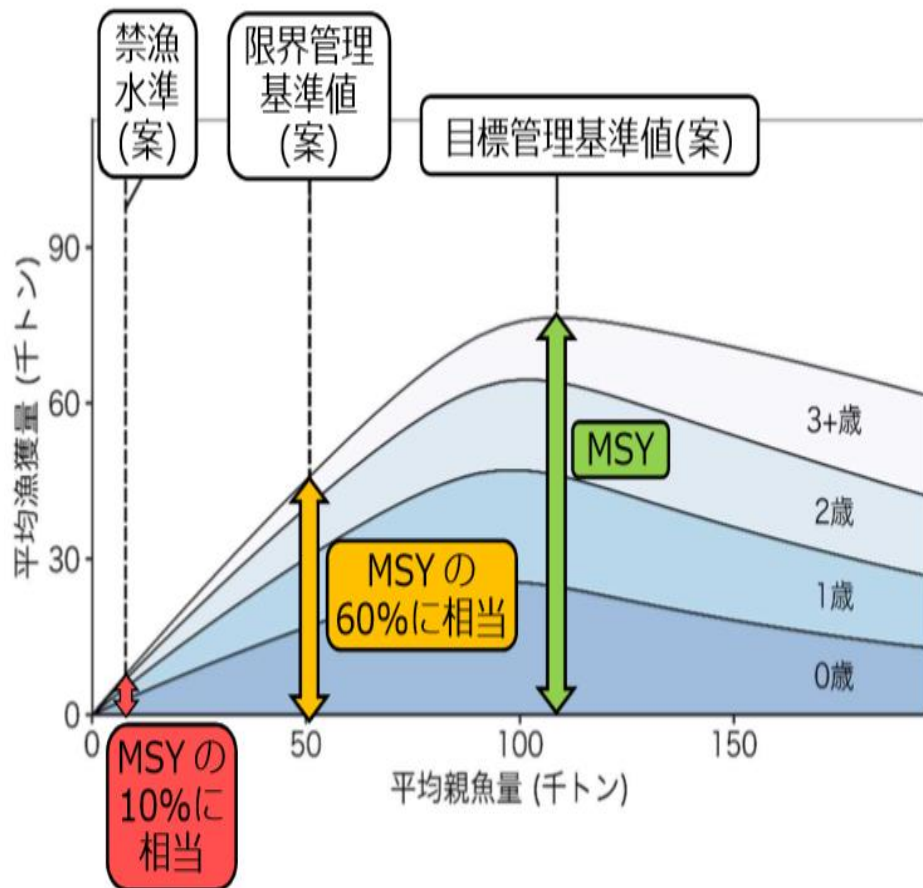 禁漁
水準
(案)
限界管理
基準値
(案)
目標管理基準値(案)
平均漁獲量 (千トン)
90
60
30
0
3+歳
2歳
1歳
0歳
MSY
MSYの
60%に相当
MSYの
10%に
相当
0
50
100
150
平均親魚量 (千トン)